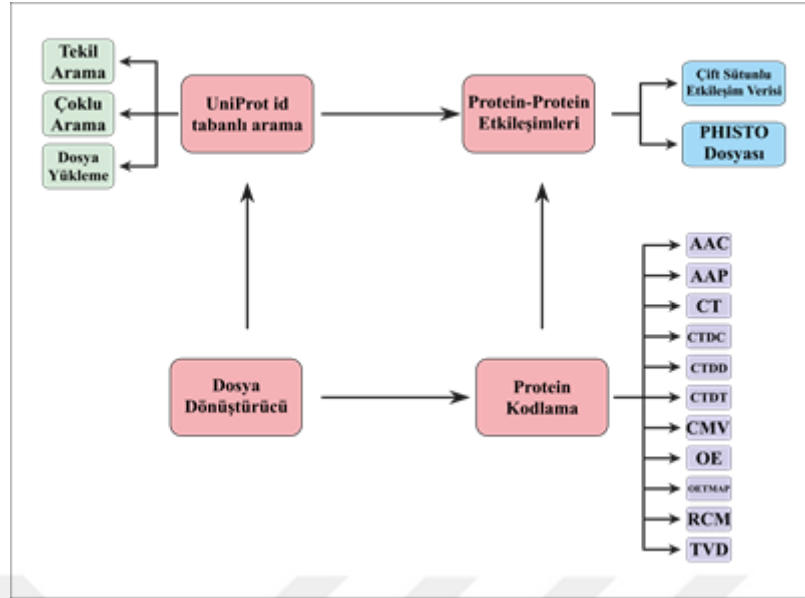 Tekil
Arama
Çoklu
Arama
Dosya
Yükleme
UniProt id
tabanlı arama
Protein-Protein
Etkileşimleri
Çift Sütunlu
Etkileşim Verisi
PHISTO
Dosyası
Dosya
Dönüştürücü
Protein
Kodlama
AAC
AAP
CT
CTDC
CTDD
CTDT
CMV
OE
OETMAP
RCM
TVD